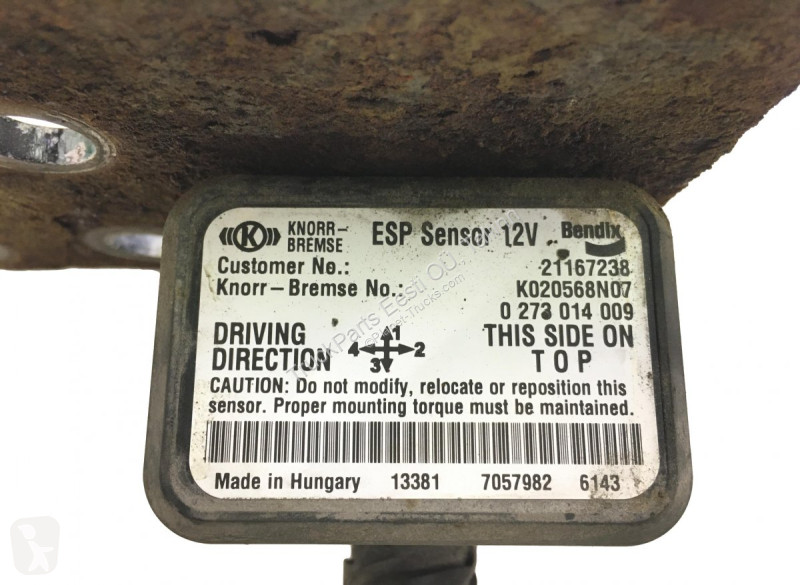 KNORR-
BREMSE
ESP Sensor 12V
Bendix
Customer No.: 21167238
Knorr-Bremse No.: K020568N07
0 273 014 009
DRIVING
DIRECTION
1
4 2
3
THIS SIDE ON
TOP
CAUTION: Do not modify, relocate or reposition this
sensor. Proper mounting torque must be maintained.
Made in Hungary 13381 7057982 6143